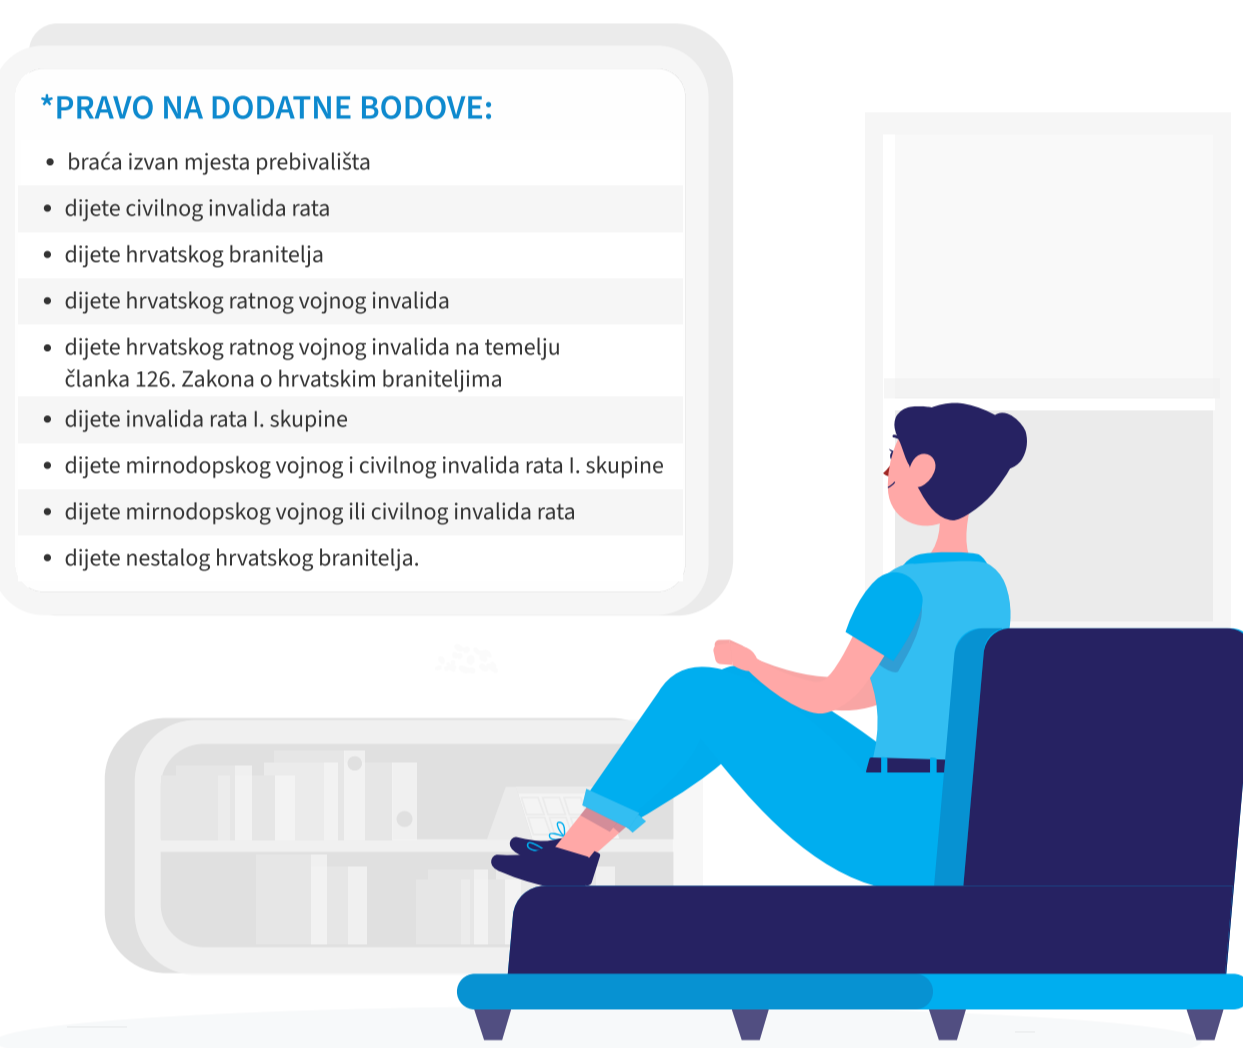 *PRAVO NA DODATNE BODOVE:
• braća izvan mjesta prebivališta
• dijete civilnog invalida rata
• dijete hrvatskog branitelja
• dijete hrvatskog ratnog vojnog invalida
• dijete hrvatskog ratnog vojnog invalida na temelju
članka 126. Zakona o hrvatskim braniteljima
• dijete invalida rata I. skupine
• dijete mirnodopskog vojnog i civilnog invalida rata I. skupine
• dijete mirnodopskog vojnog ili civilnog invalida rata
• dijete nestalog hrvatskog branitelja.